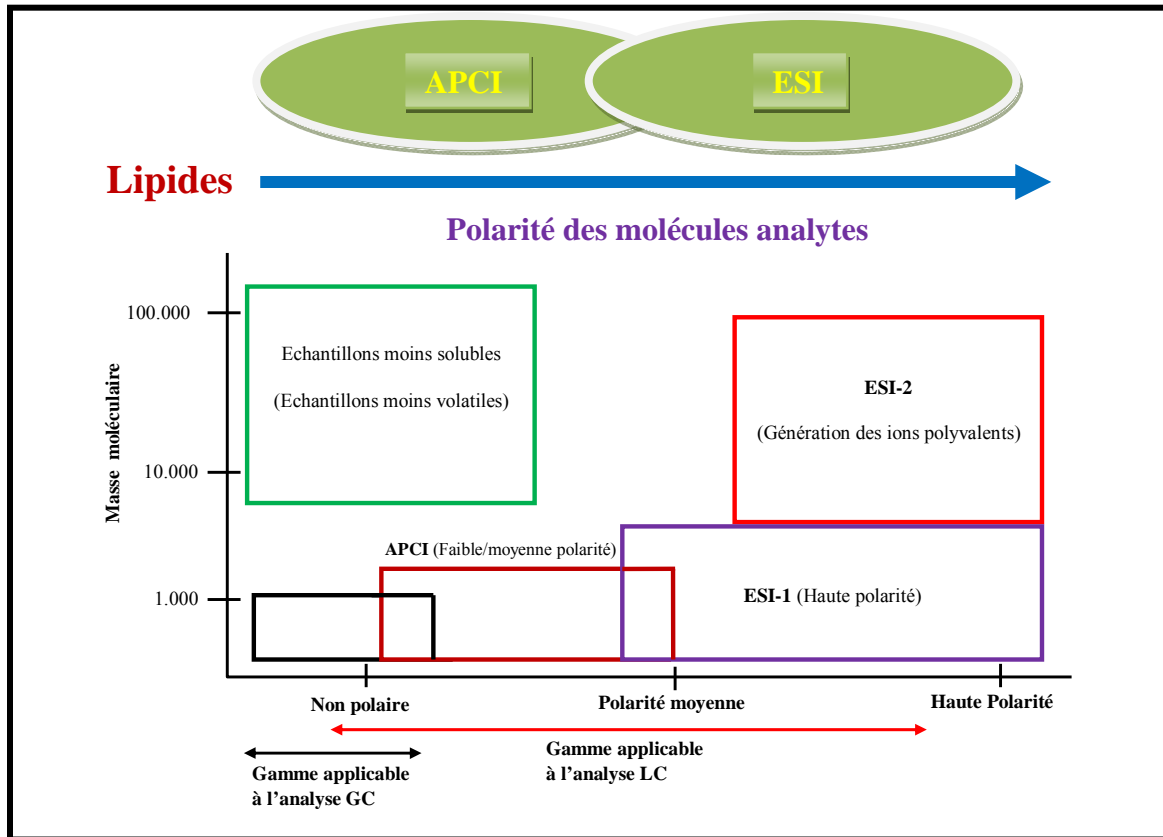 APCI
ESI
Lipides
Polarité des molécules analytes
Masse moléculaire
100.000
10.000
1.000
Echantillons moins solubles
(Echantillons moins volatiles)
ESI-2
(Génération des ions polyvalents)
APCI (Faible/moyenne polarité)
ESI-1 (Haute polarité)
Non polaire
Polarité moyenne
Haute Polarité
Gamme applicable
à l’analyse GC
Gamme applicable
à l’analyse LC